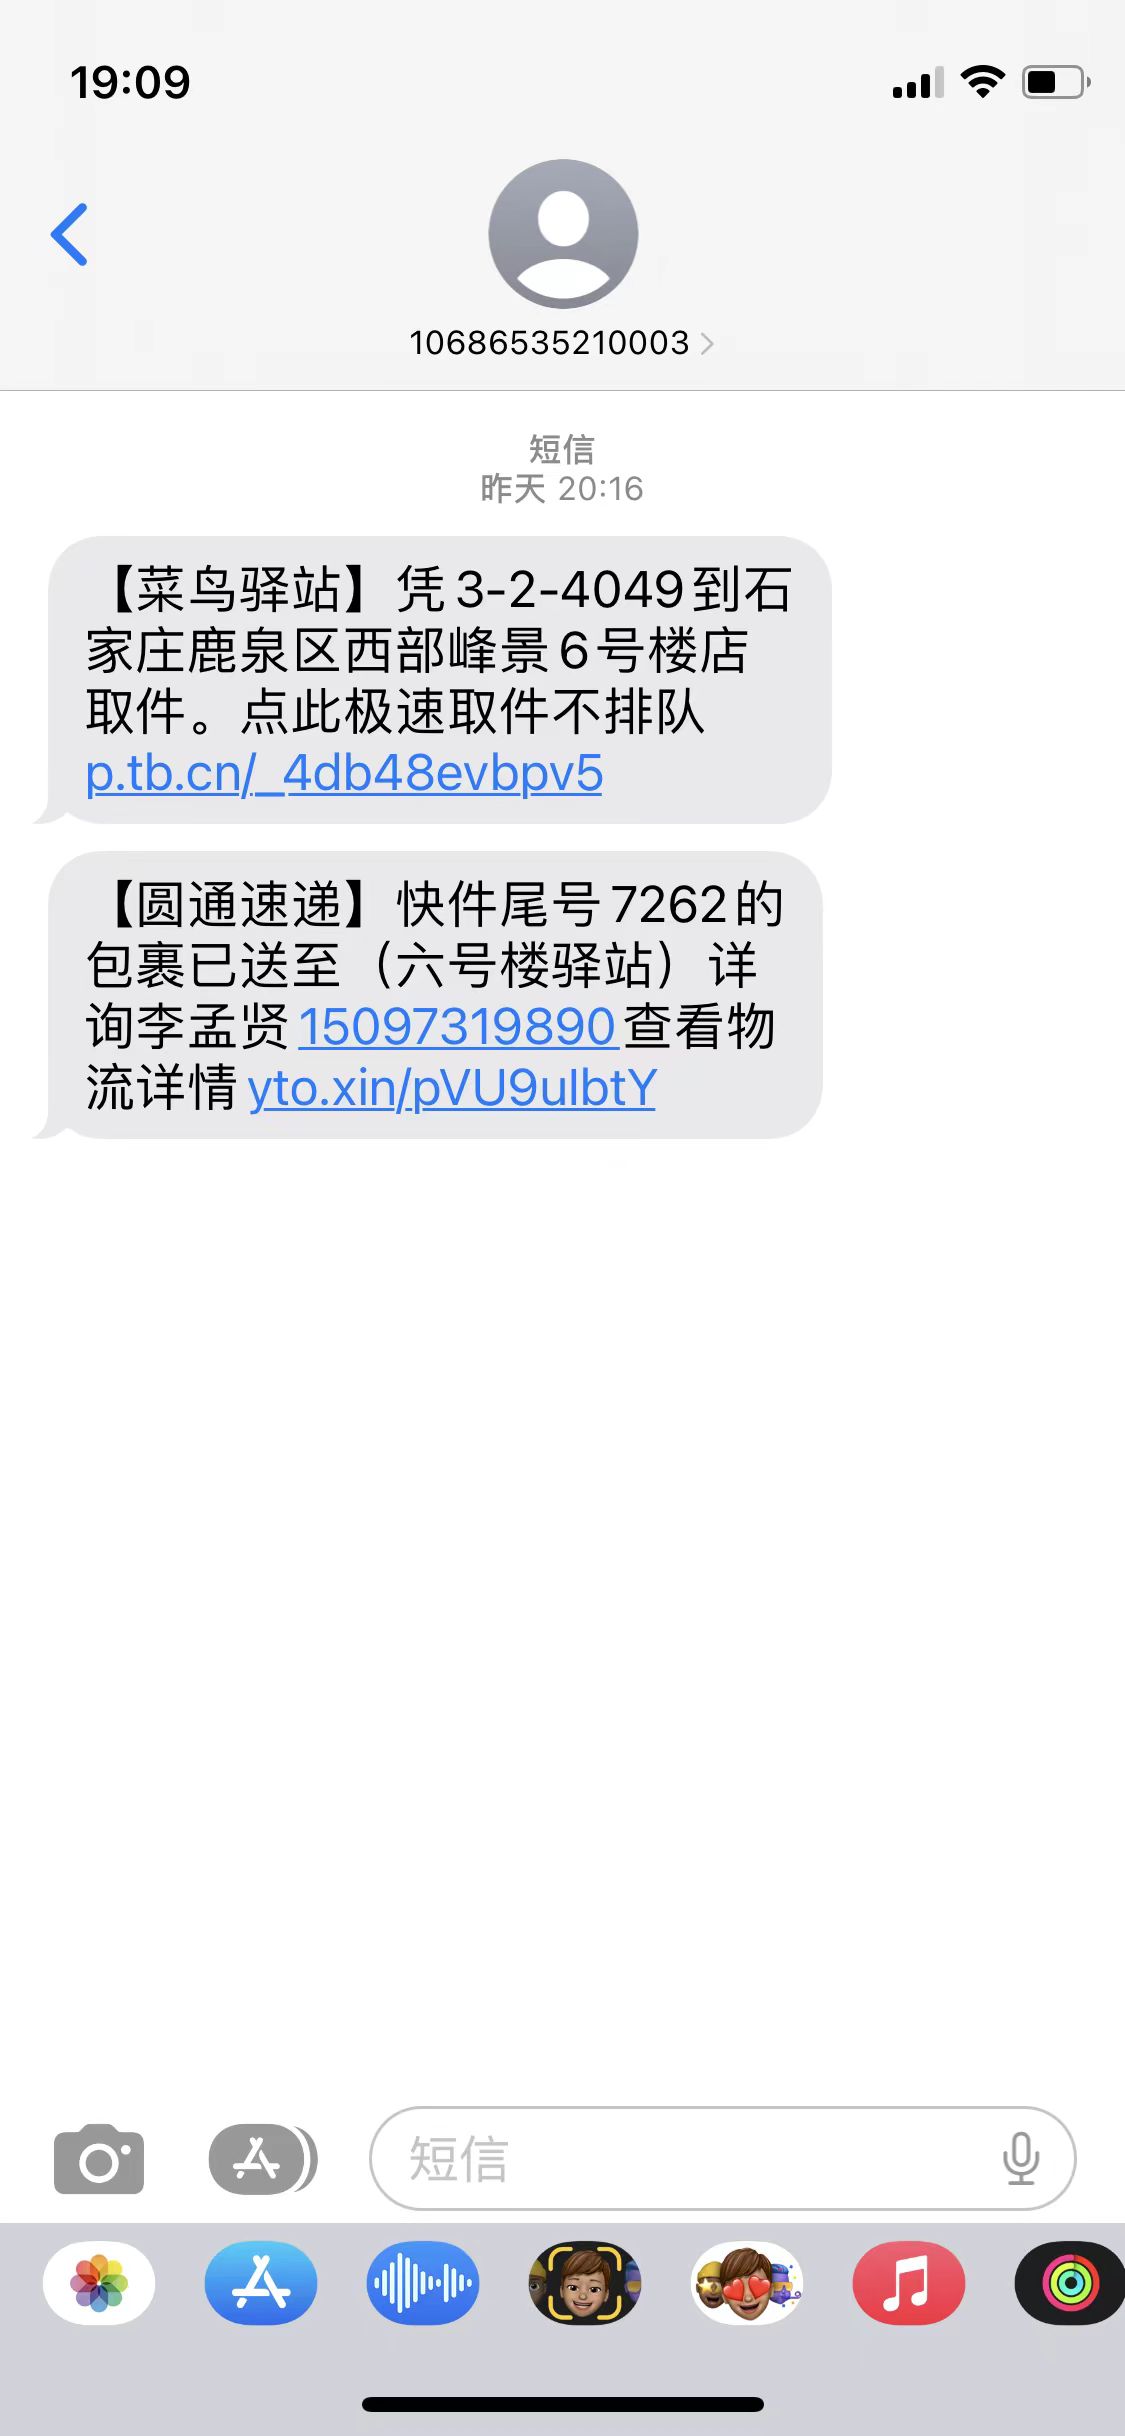 19:09
10686535210003
短信
昨天 20:16
【菜鸟驿站】凭3-2-4049到石
家庄鹿泉区西部峰景6号楼店
取件。点此极速取件不排队
p.tb.cn/_4db48evbpv5
【圆通速递】快件尾号7262的
包裹已送至（六号楼驿站）详
询李孟贤15097319890查看物
流详情yto.xin/pVU9ulbtY
短信